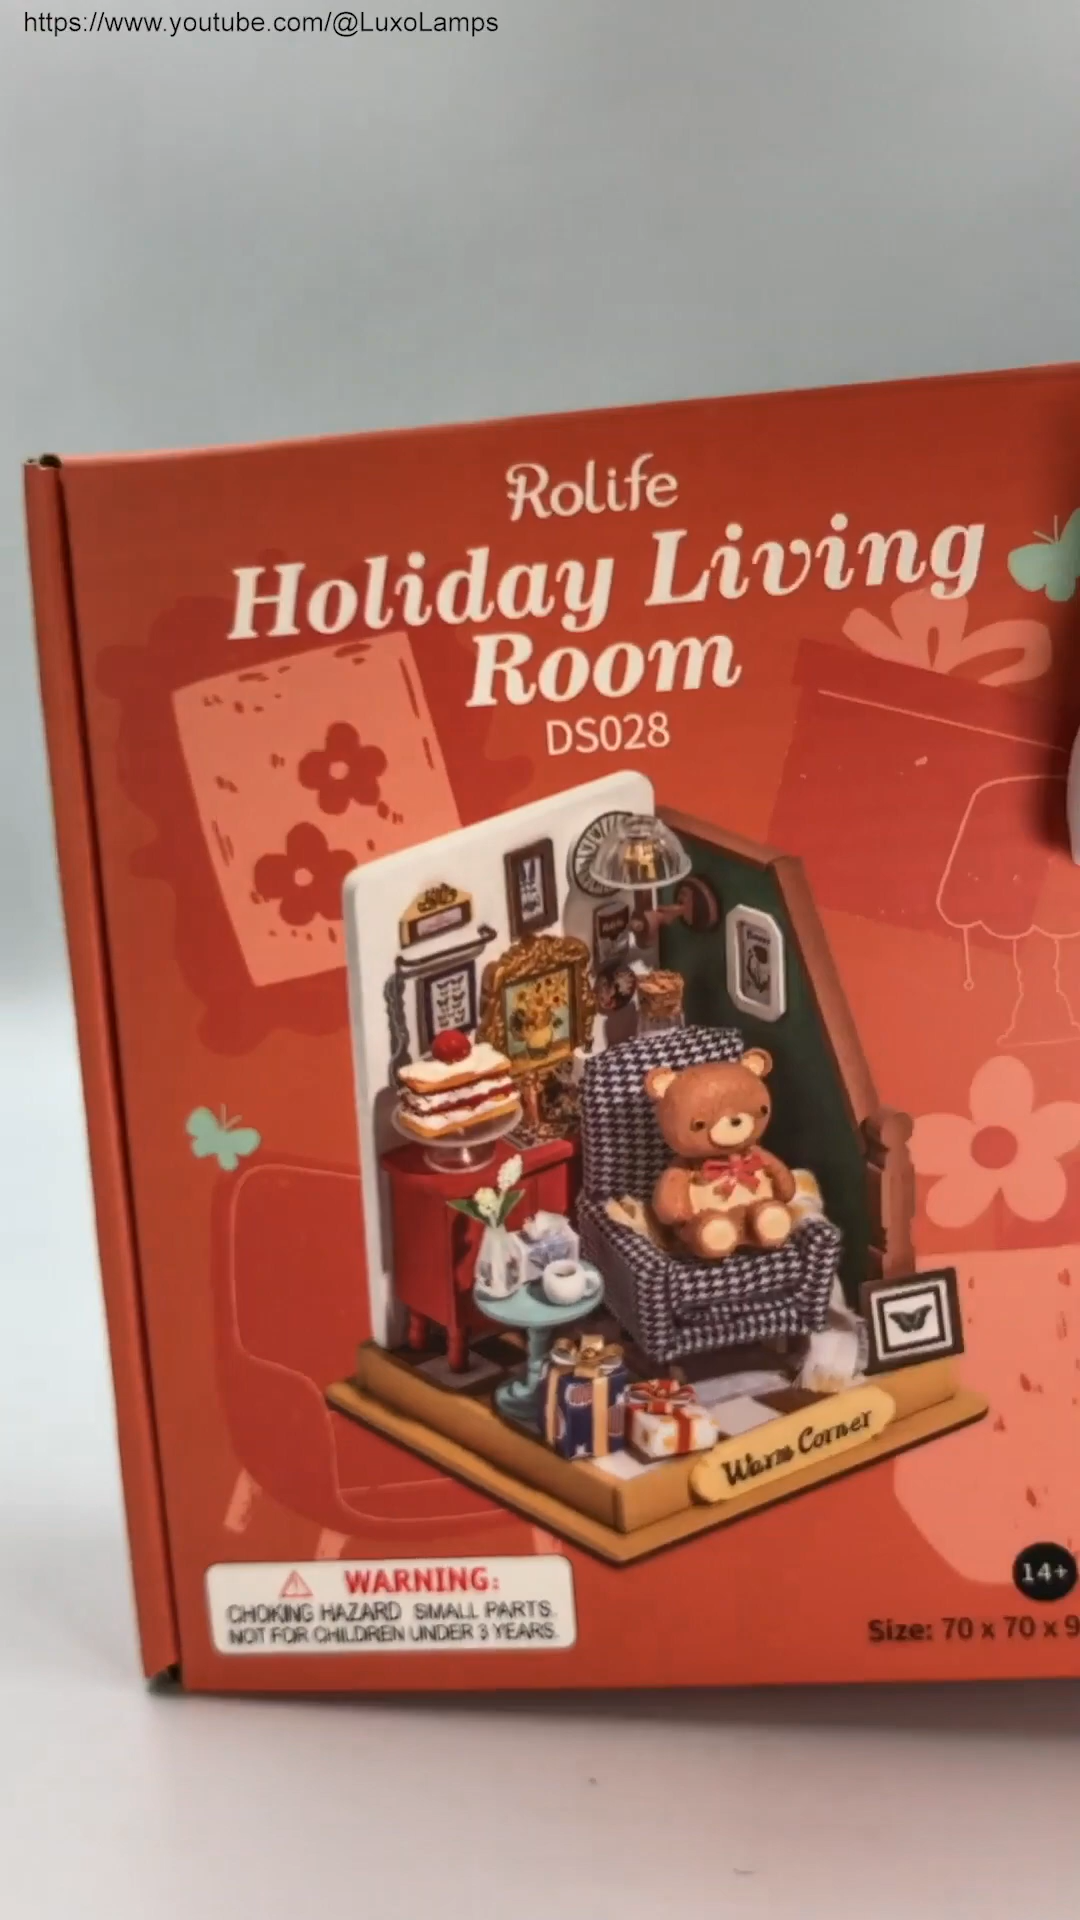 https://www.youtube.com/@LuxoLamps
Rolife
Holiday Living
Room
DS028
Warm Corner
WARNING:
CHOKING HAZARD SMALL PARTS.
NOT FOR CHILDREN UNDER 3 YEARS.
14+
Size: 70 x 70 x 9